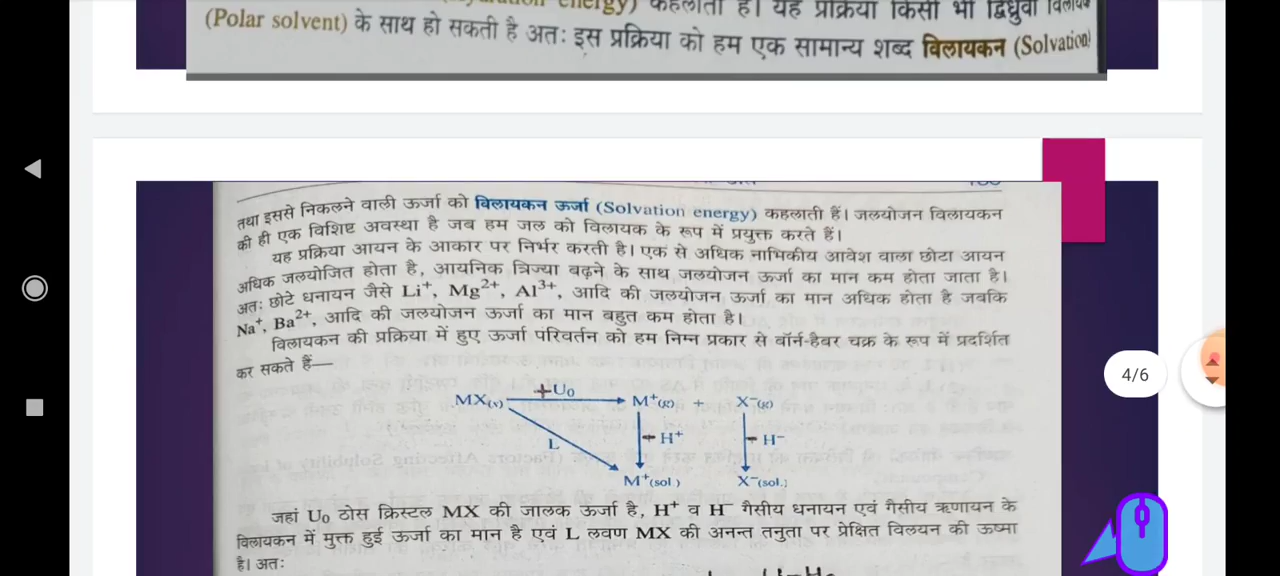 energy) कहलाती है। यह प्रक्रिया किसी भी द्विध्रुवी विलायक
(Polar solvent) के साथ हो सकती है अतः इस प्रक्रिया को हम एक सामान्य शब्द विलायकन (Solvation)
तथा इससे निकलने वाली ऊर्जा को विलायकन ऊर्जा (Solvation energy) कहलाती हैं। जलयोजन विलायकन
की ही एक विशिष्ट अवस्था है जब हम जल को विलायक के रूप में प्रयुक्त करते हैं।
यह प्रक्रिया आयन के आकार पर निर्भर करती है। एक से अधिक नाभिकीय आवेश वाला छोटा आयन
अधिक जलयोजित होता है, आयनिक त्रिज्या बढ़ने के साथ जलयोजन ऊर्जा का मान कम होता जाता है।
अतः छोटे धनायन जैसे Li⁺, Mg²⁺, Al³⁺, आदि की जलयोजन ऊर्जा का मान अधिक होता है जबकि
Na⁺, Ba²⁺, आदि की जलयोजन ऊर्जा का मान बहुत कम होता है।
विलायकन की प्रक्रिया में हुए ऊर्जा परिवर्तन को हम निम्न प्रकार से बॉर्न-हैबर चक्र के रूप में प्रदर्शित
कर सकते हैं—
MX(s) +U₀ M⁺(g) + X⁻(g)
L -H⁺ -H⁻
M⁺(sol.) X⁻(sol.)
4/6
जहां U₀ ठोस क्रिस्टल MX की जालक ऊर्जा है, H⁺ व H⁻ गैसीय धनायन एवं गैसीय ऋणायन के
विलायकन में मुक्त हुई ऊर्जा का मान है एवं L लवण MX की अनन्त तनुता पर प्रेक्षित विलयन की ऊष्मा
है। अतः